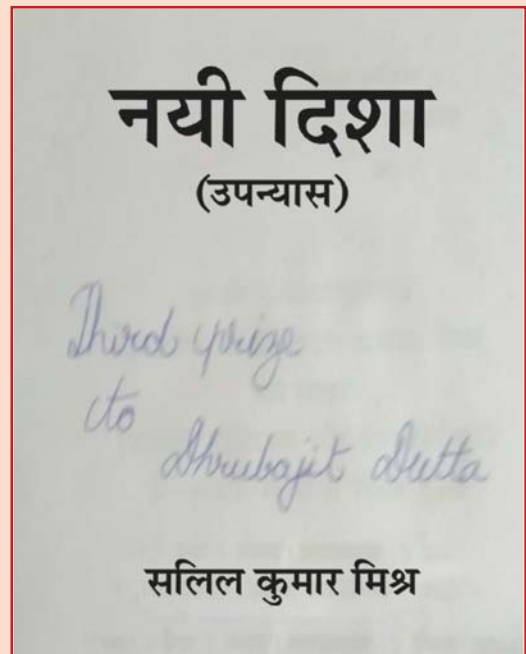 नयी दिशा
(उपन्यास)
Third prize
to
Dhrubajit Dutta
सलिल कुमार मिश्र